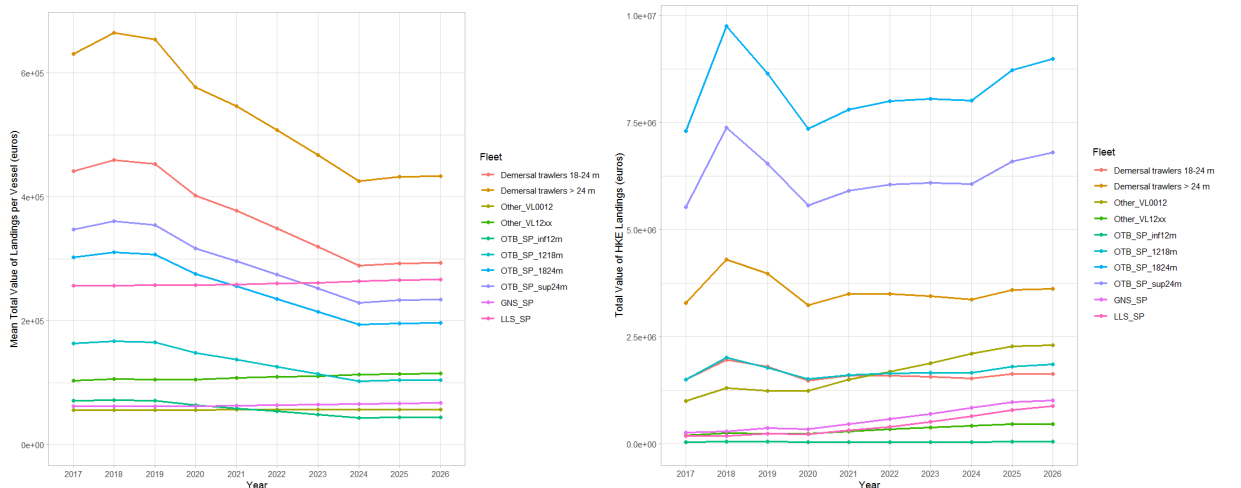 Mean Total Value of Landings per Vessel (euros)
6e+05
4e+05
2e+05
0e+00
2017 2018 2019 2020 2021 2022 2023 2024 2025 2026
Year
Fleet
Demersal trawlers 18-24 m
Demersal trawlers > 24 m
Other_VL0012
Other_VL12xx
OTB_SP_inf12m
OTB_SP_1218m
OTB_SP_1824m
OTB_SP_sup24m
GNS_SP
LLS_SP
Total Value of HKE Landings (euros)
1.0e+07
7.5e+06
5.0e+06
2.5e+06
0.0e+00
2017 2018 2019 2020 2021 2022 2023 2024 2025 2026
Year
Fleet
Demersal trawlers 18-24 m
Demersal trawlers > 24 m
Other_VL0012
Other_VL12xx
OTB_SP_inf12m
OTB_SP_1218m
OTB_SP_1824m
OTB_SP_sup24m
GNS_SP
LLS_SP